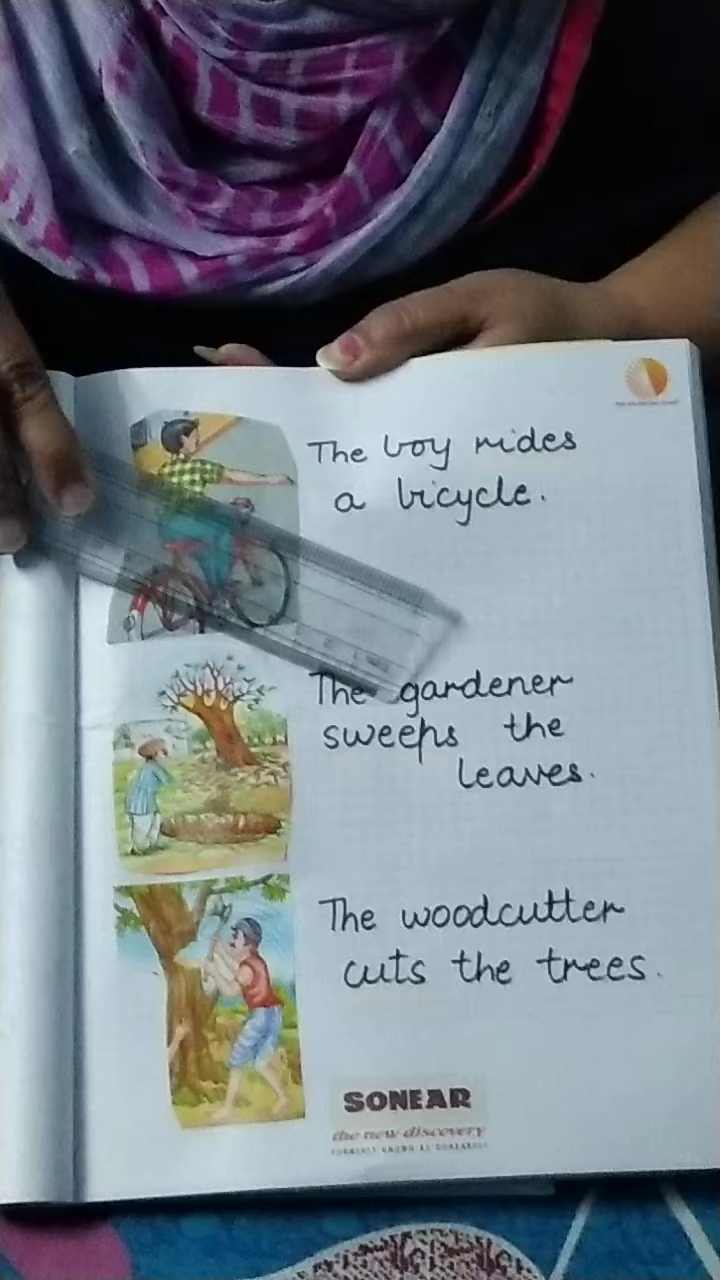 The boy rides
a bicycle.
The gardener
sweeps the
leaves.
The woodcutter
cuts the trees.
SONEAR
the new discovery